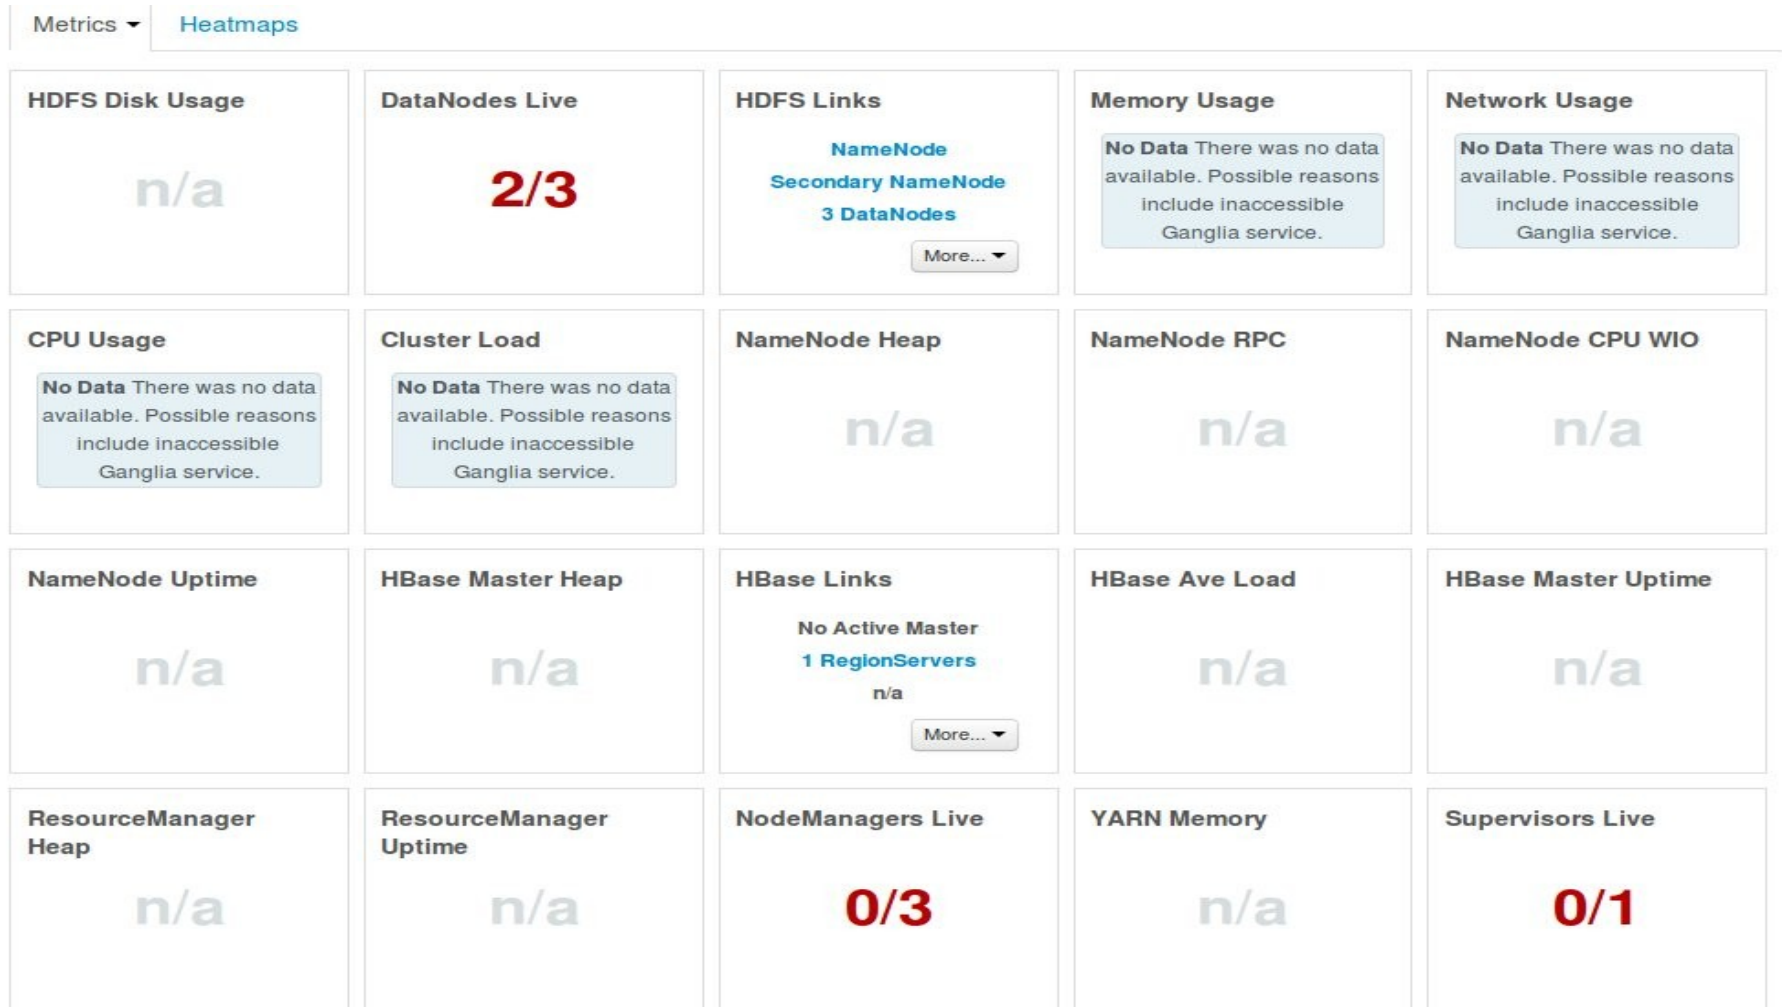 Metrics Heatmaps
HDFS Disk Usage
n/a
DataNodes Live
2/3
HDFS Links
NameNode
Secondary NameNode
3 DataNodes
More...
Memory Usage
No Data There was no data
available. Possible reasons
include inaccessible
Ganglia service.
Network Usage
No Data There was no data
available. Possible reasons
include inaccessible
Ganglia service.
CPU Usage
No Data There was no data
available. Possible reasons
include inaccessible
Ganglia service.
Cluster Load
No Data There was no data
available. Possible reasons
include inaccessible
Ganglia service.
NameNode Heap
n/a
NameNode RPC
n/a
NameNode CPU WIO
n/a
NameNode Uptime
n/a
HBase Master Heap
n/a
HBase Links
No Active Master
1 RegionServers
n/a
More...
HBase Ave Load
n/a
HBase Master Uptime
n/a
ResourceManager
Heap
n/a
ResourceManager
Uptime
n/a
NodeManagers Live
0/3
YARN Memory
n/a
Supervisors Live
0/1